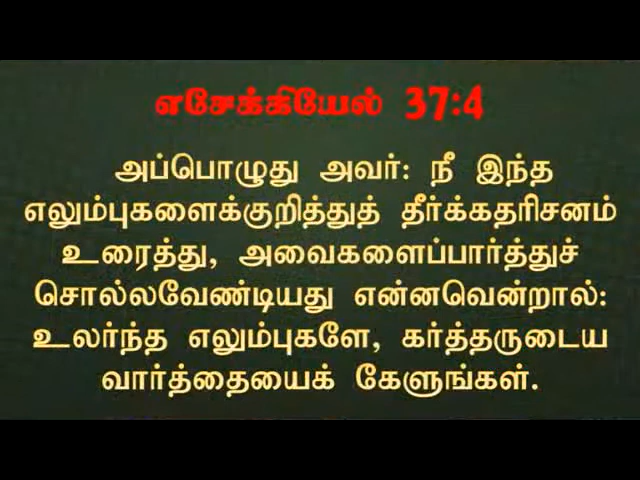 எசேக்கியேல் 37:4
அப்பொழுது அவர்: நீ இந்த
எலும்புகளைக்குறித்துத் தீர்க்கதரிசனம்
உரைத்து, அவைகளைப்பார்த்துச்
சொல்லவேண்டியது என்னவென்றால்:
உலர்ந்த எலும்புகளே, கர்த்தருடைய
வார்த்தையைக் கேளுங்கள்.